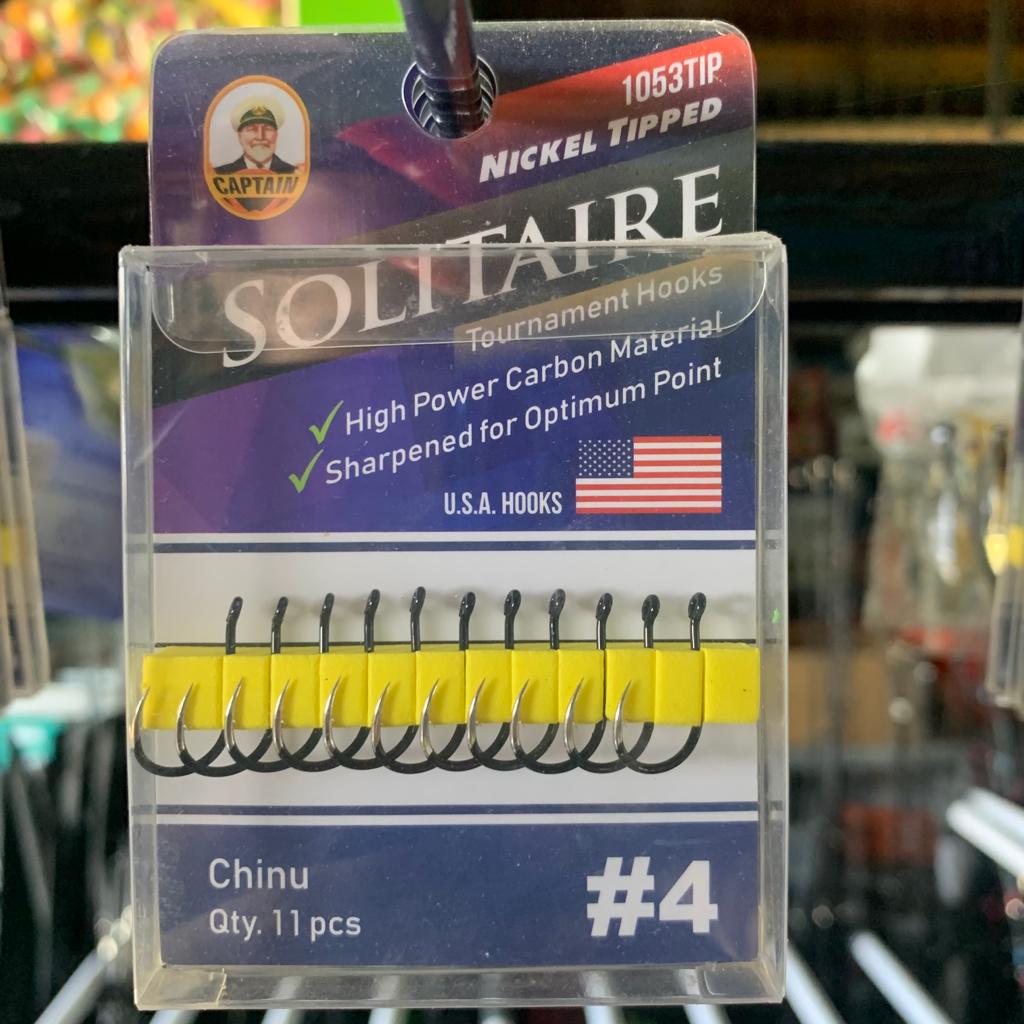 CAPTAIN
1053TIP
NICKEL TIPPED
SOLITAIRE
Tournament Hooks
High Power Carbon Material
Sharpened for Optimum Point
U.S.A. HOOKS
Chinu
Qty. 11 pcs
#4